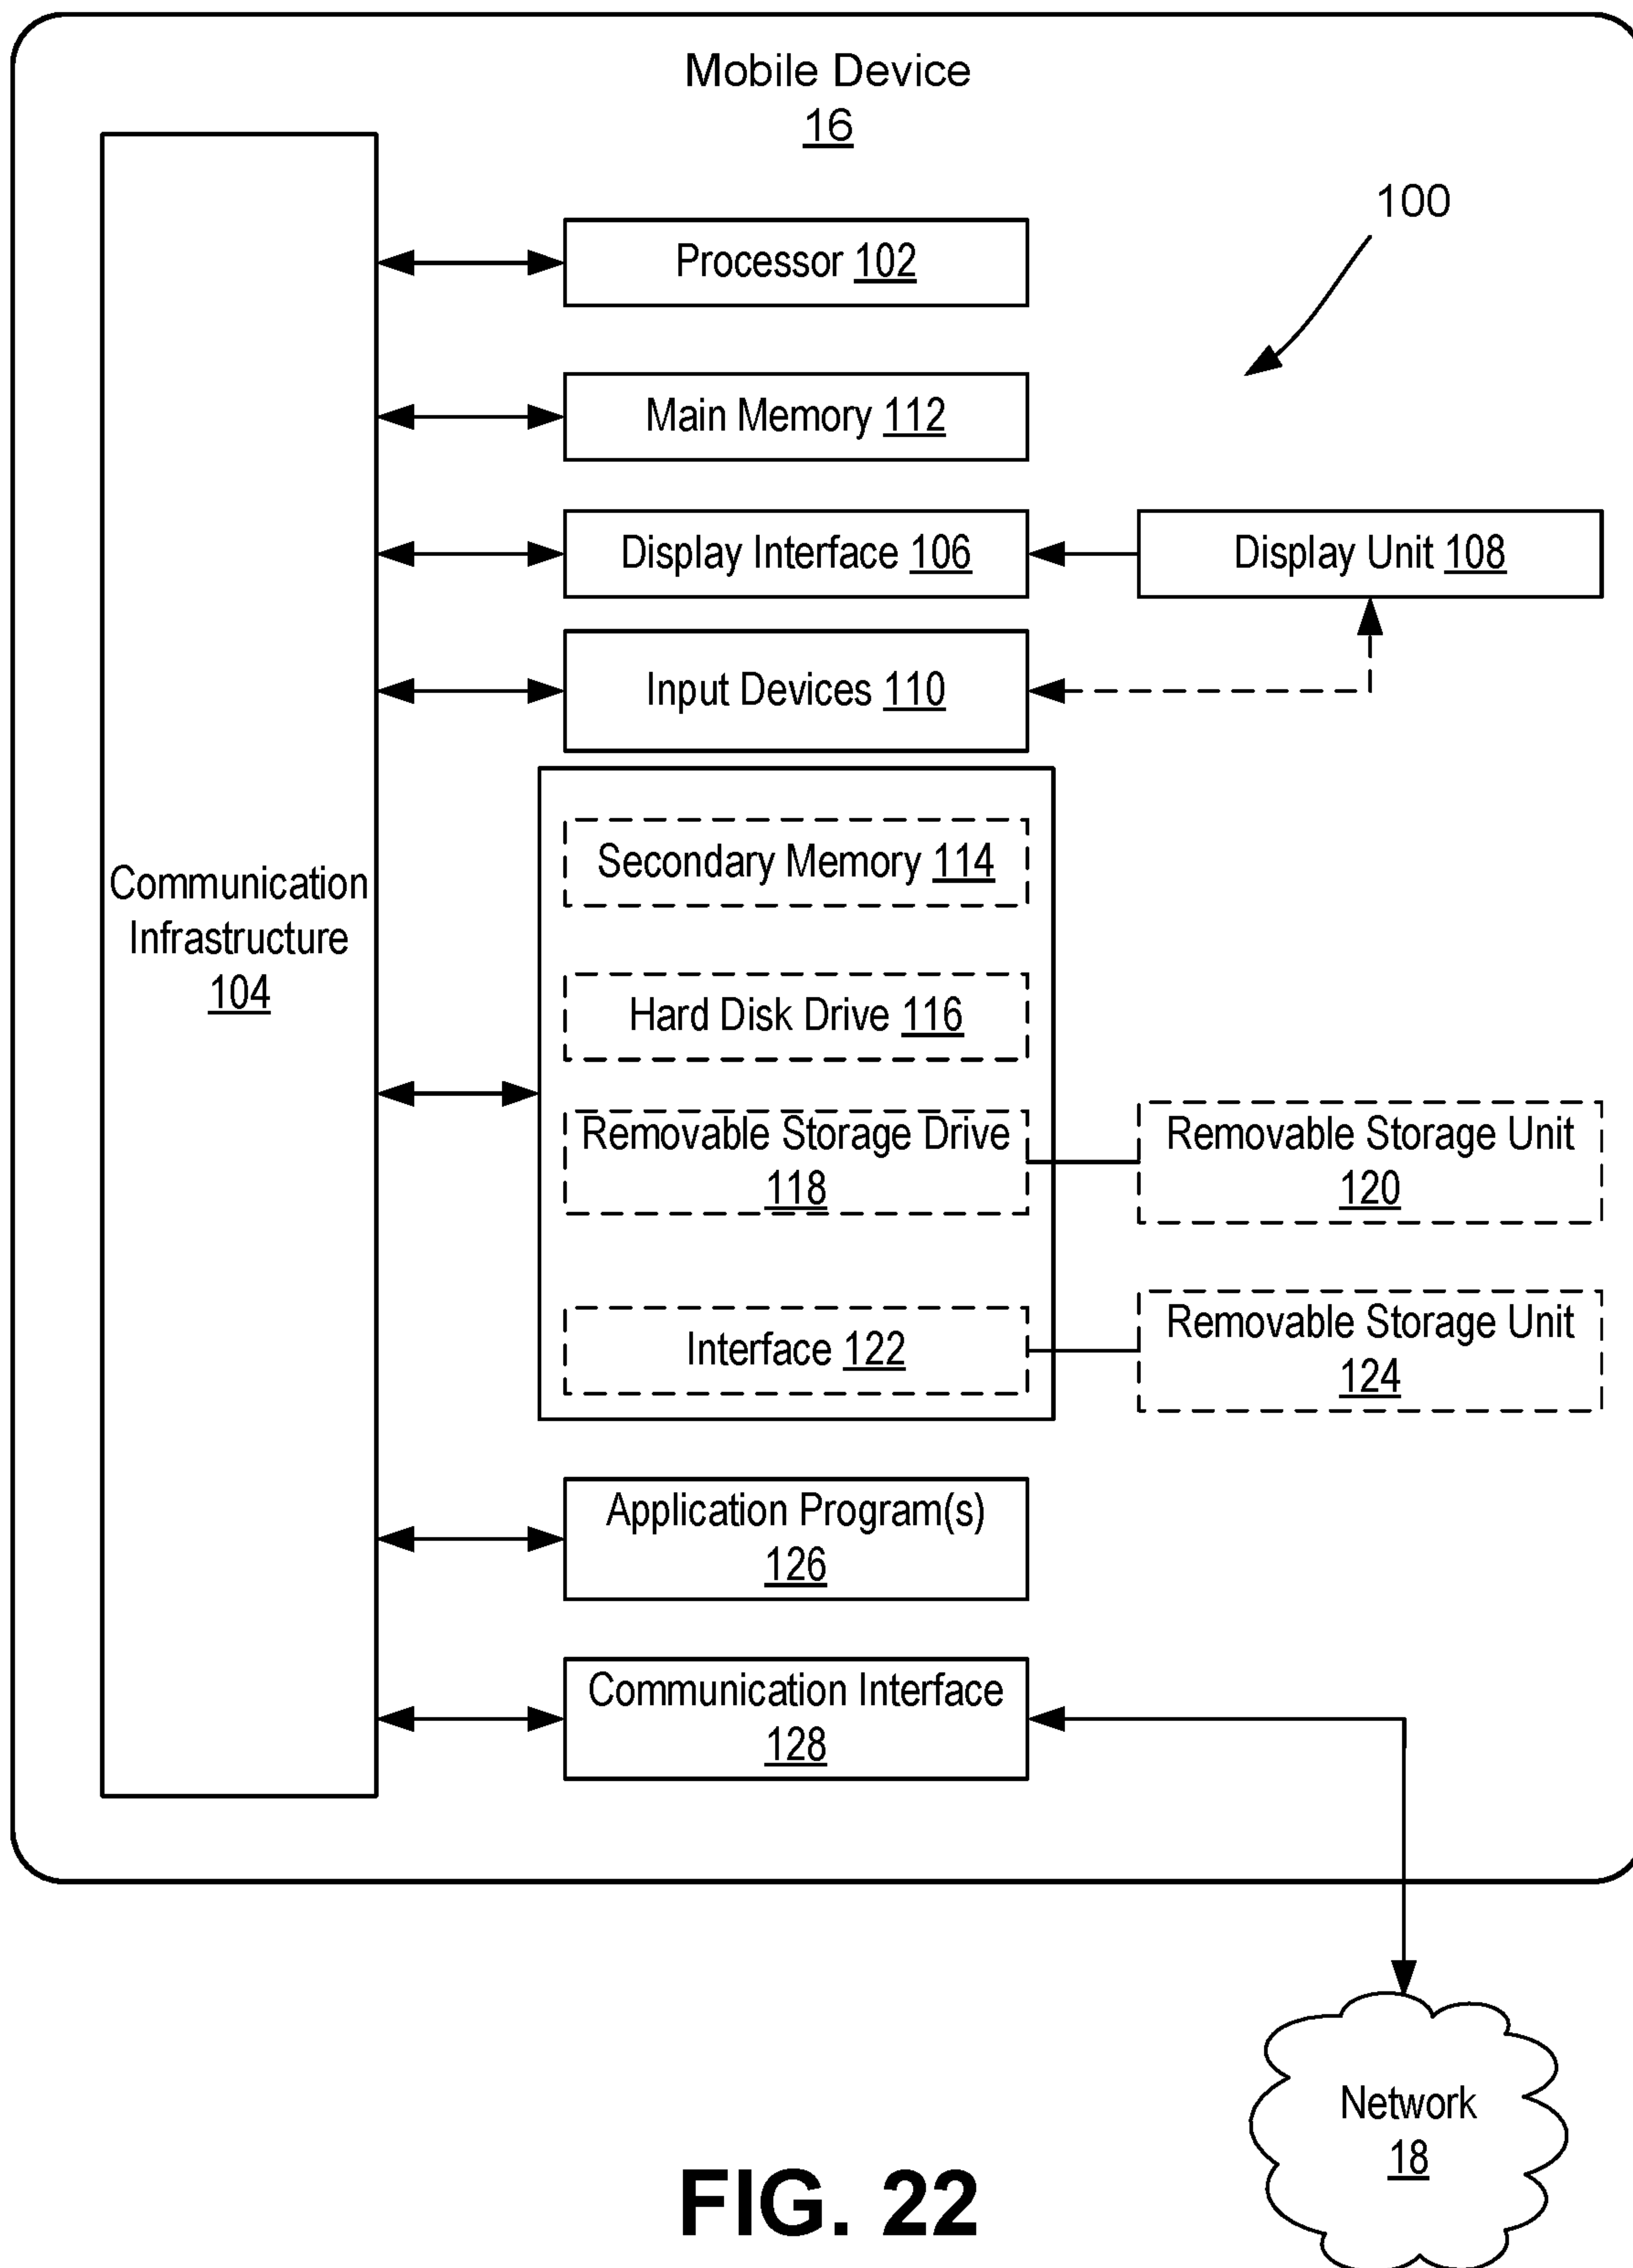 Mobile Device
16
100
Processor 102
Main Memory 112
Display Interface 106
Display Unit 108
Input Devices 110
Communication
Infrastructure
104
Secondary Memory 114
Hard Disk Drive 116
Removable Storage Drive
118
Removable Storage Unit
120
Interface 122
Removable Storage Unit
124
Application Program(s)
126
Communication Interface
128
Network
18
FIG. 22